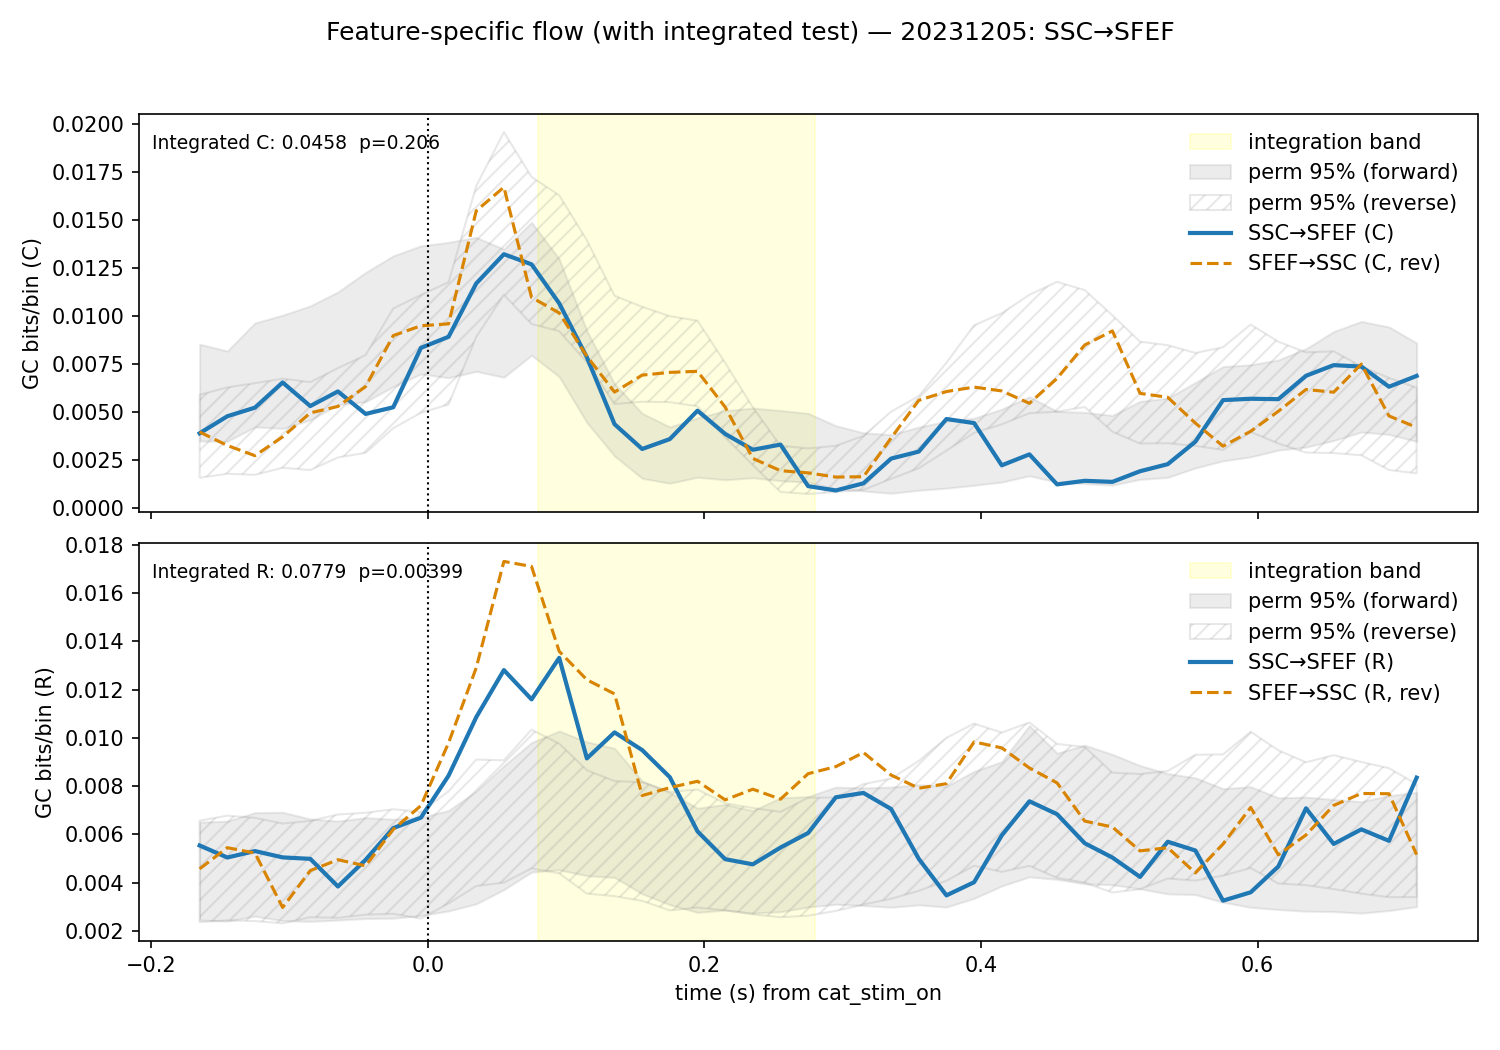 Feature-specific flow (with integrated test) — 20231205: SSC→SFEF
Integrated C: 0.0458  p=0.206
integration band
perm 95% (forward)
perm 95% (reverse)
SSC→SFEF (C)
SFEF→SSC (C, rev)
GC bits/bin (C)
0.0200
0.0175
0.0150
0.0125
0.0100
0.0075
0.0050
0.0025
0.0000
Integrated R: 0.0779  p=0.00399
integration band
perm 95% (forward)
perm 95% (reverse)
SSC→SFEF (R)
SFEF→SSC (R, rev)
GC bits/bin (R)
0.018
0.016
0.014
0.012
0.010
0.008
0.006
0.004
0.002
−0.2
0.0
0.2
0.4
0.6
time (s) from cat_stim_on